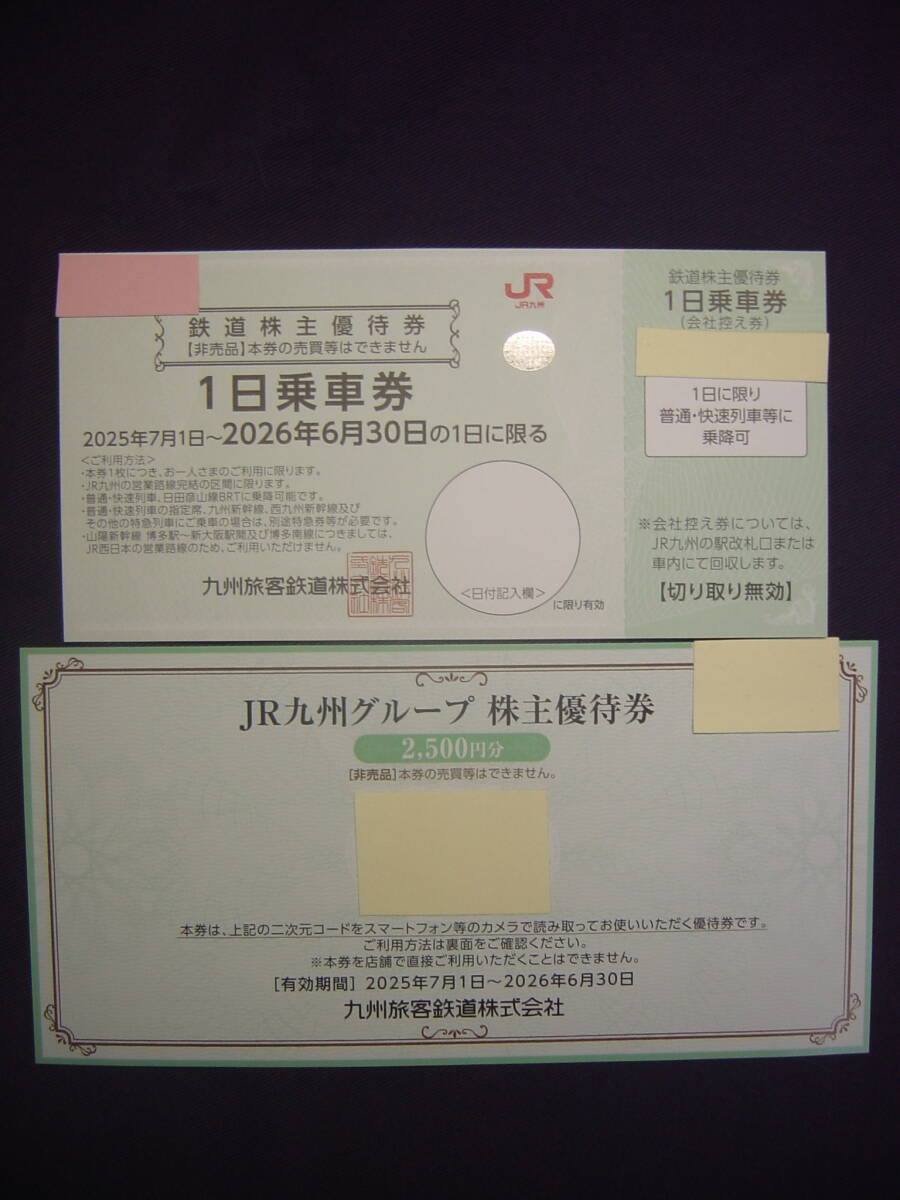 JR
JR九州
鉄道株主優待券
【非売品】本券の売買等はできません
1日乗車券
2025年7月1日～2026年6月30日の1日に限る
<ご利用方法>
・本券1枚につき、お一人さまのご利用に限ります。
・JR九州の営業路線完結の区間に限ります。
・普通・快速列車、日田彦山線BRTに乗降可能です。
・普通・快速列車の指定席、九州新幹線、西九州新幹線及び
その他の特急列車にご乗車の場合は、別途特急券等が必要です。
・山陽新幹線 博多駅～新大阪駅間及び博多南線につきましては、
JR西日本の営業路線のため、ご利用いただけません。
九州旅客鉄道株式会社
<日付記入欄>
に限り有効
鉄道株主優待券
1日乗車券
(会社控え券)
1日に限り
普通・快速列車等に
乗降可
※会社控え券については、
JR九州の駅改札口または
車内にて回収します。
【切り取り無効】
JR九州グループ 株主優待券
2,500円分
[非売品]本券の売買等はできません。
本券は、上記の二次元コードをスマートフォン等のカメラで読み取ってお使いいただく優待券です。
ご利用方法は裏面をご確認ください。
※本券を店舗で直接ご利用いただくことはできません。
[有効期間] 2025年7月1日～2026年6月30日
九州旅客鉄道株式会社